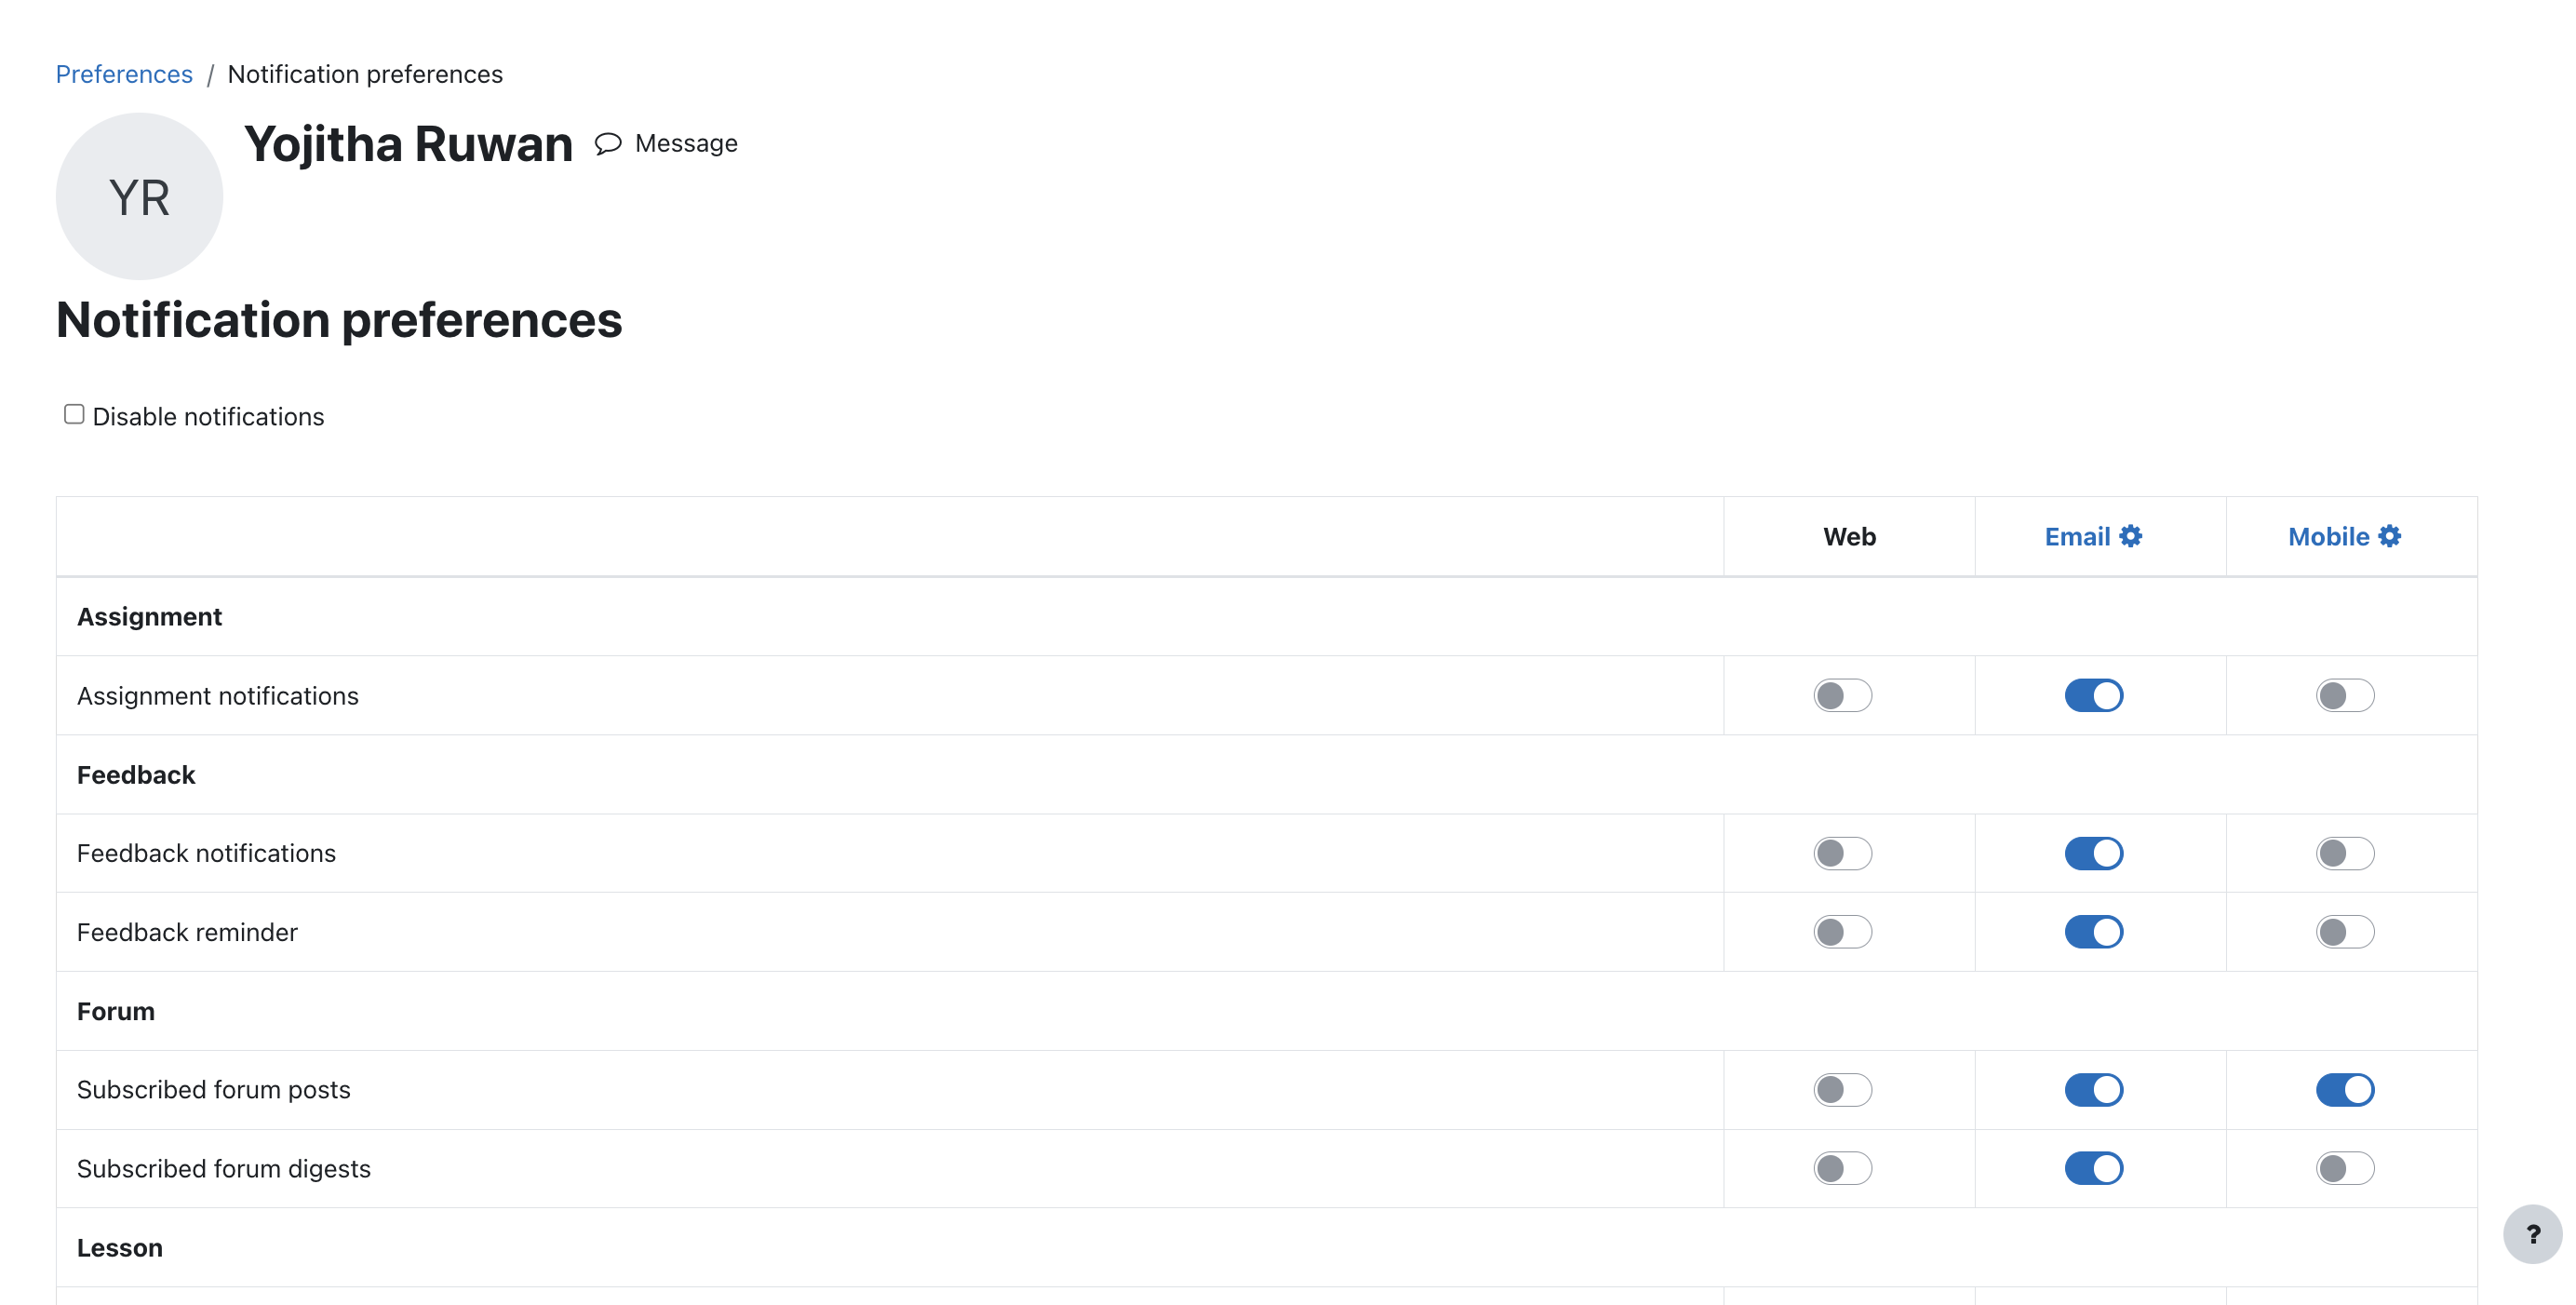 Preferences / Notification preferences
YR
Yojitha Ruwan Message
Notification preferences
Disable notifications
Web Email Mobile
Assignment
Assignment notifications
Feedback
Feedback notifications
Feedback reminder
Forum
Subscribed forum posts
Subscribed forum digests
Lesson
?